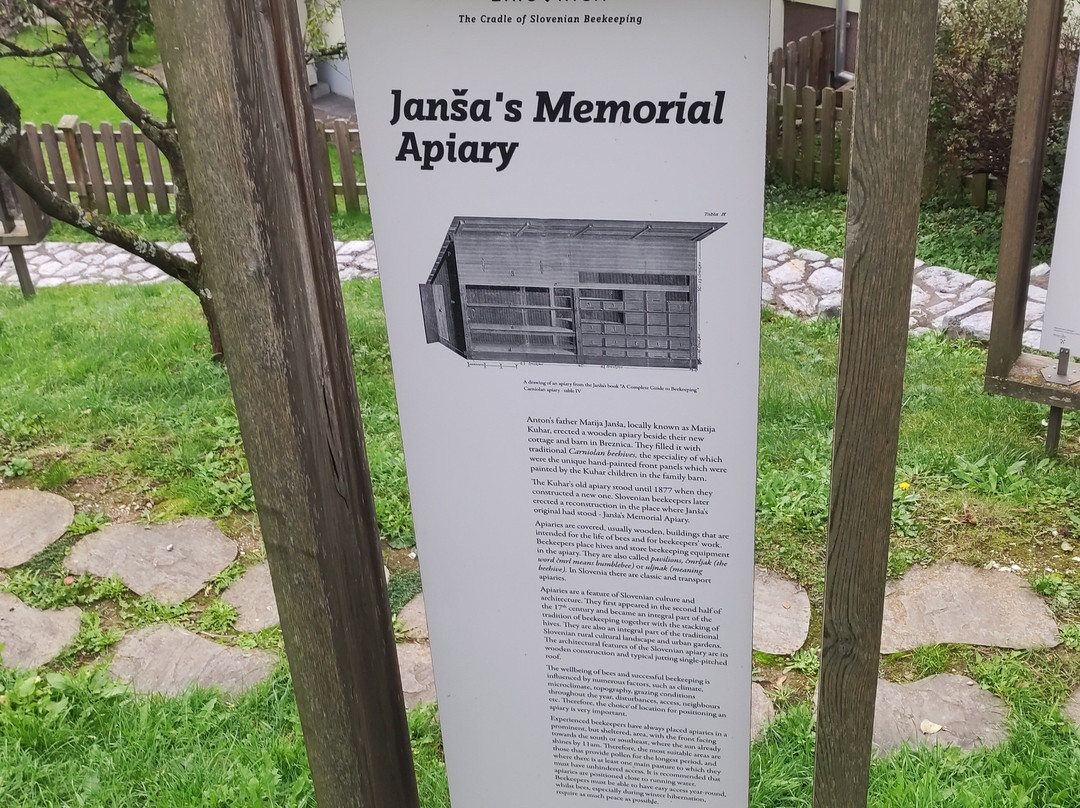 The Cradle of Slovenian Beekeeping
Janša's Memorial
Apiary
Tabla IV
A drawing of an apiary from the Janša's book "A Complete Guide to Beekeeping"
Carniolan apiary - table IV
Anton's father Matija Janša, locally known as Matija
Kuhar, erected a wooden apiary beside their new
cottage and barn in Breznica. They filled it with
traditional Carniolan beehives, the speciality of which
were the unique hand-painted front panels which were
painted by the Kuhar children in the family barn.
The Kuhar's old apiary stood until 1877 when they
constructed a new one. Slovenian beekeepers later
erected a reconstruction in the place where Janša's
original had stood - Janša's Memorial Apiary.
Apiaries are covered, usually wooden, buildings that are
intended for the life of bees and for beekeepers' work.
Beekeepers place hives and store beekeeping equipment
in the apiary. They are also called pavilions, čmrljak (the
word čmrl means bumblebee) or uljnak (meaning
beehive). In Slovenia there are classic and transport
apiaries.
Apiaries are a feature of Slovenian culture and
architecture. They first appeared in the second half of
the 17th century and became an integral part of the
tradition of beekeeping together with the stacking of
hives. They are also an integral part of the traditional
Slovenian rural cultural landscape and urban gardens.
The architectural features of the Slovenian apiary are its
wooden construction and typical jutting single-pitched
roof.
The wellbeing of bees and successful beekeeping is
influenced by numerous factors, such as climate,
microclimate, topography, grazing conditions
throughout the year, disturbances, access, neighbours
etc. Therefore, the choice of location for positioning an
apiary is very important.
Experienced beekeepers have always placed apiaries in a
prominent, but sheltered, area, with the front facing
towards the south or southeast, where the sun already
shines by 11am. Therefore, the most suitable areas are
those that provide pollen for the longest period, and
where there is at least one main pasture to which they
must have unhindered access. It is recommended that
apiaries are positioned close to running water.
Beekeepers must be able to have easy access year-round,
whilst bees, especially during winter hibernation,
require as much peace as possible.